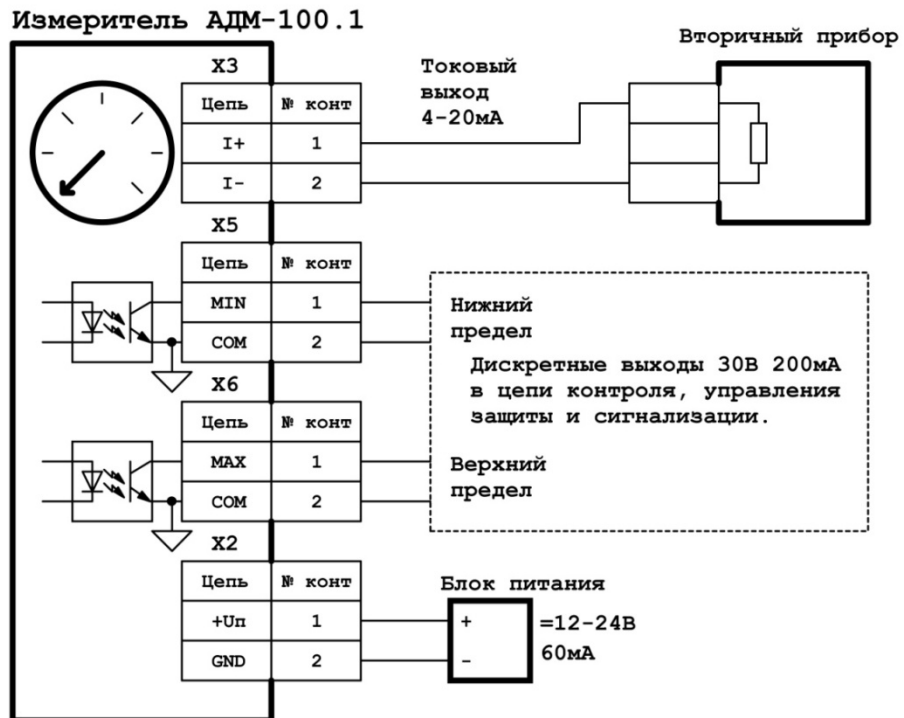 Измеритель АДМ-100.1
Вторичный прибор
X3
Цепь № конт
I+ 1
I- 2
Токовый
выход
4-20мА
X5
Цепь № конт
MIN 1
COM 2
Нижний
предел
Дискретные выходы 30В 200мА
в цепи контроля, управления
защиты и сигнализации.
X6
Цепь № конт
MAX 1
COM 2
Верхний
предел
X2
Цепь № конт
+Uп 1
GND 2
Блок питания
+ =12-24В
- 60мА